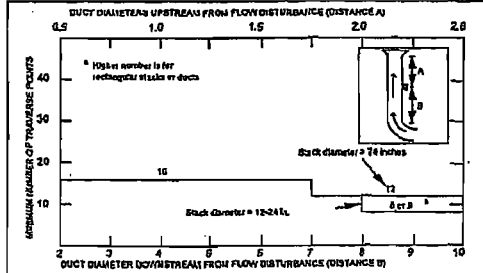 DUCT DIAMETERS UPSTREAM FROM FLOW DISTURBANCE (DISTANCE A)
0.5 1.0 1.5 2.0 2.5
MINIMUM NUMBER OF TRAVERSE POINTS
40
30
20
10
a Higher number is for
rectangular stacks or ducts
A
B
Stack diameter > 24 inches
16
12
8 or 9 a
Stack diameter = 12-24 in.
2 3 4 5 6 7 8 9 10
DUCT DIAMETER DOWNSTREAM FROM FLOW DISTURBANCE (DISTANCE B)